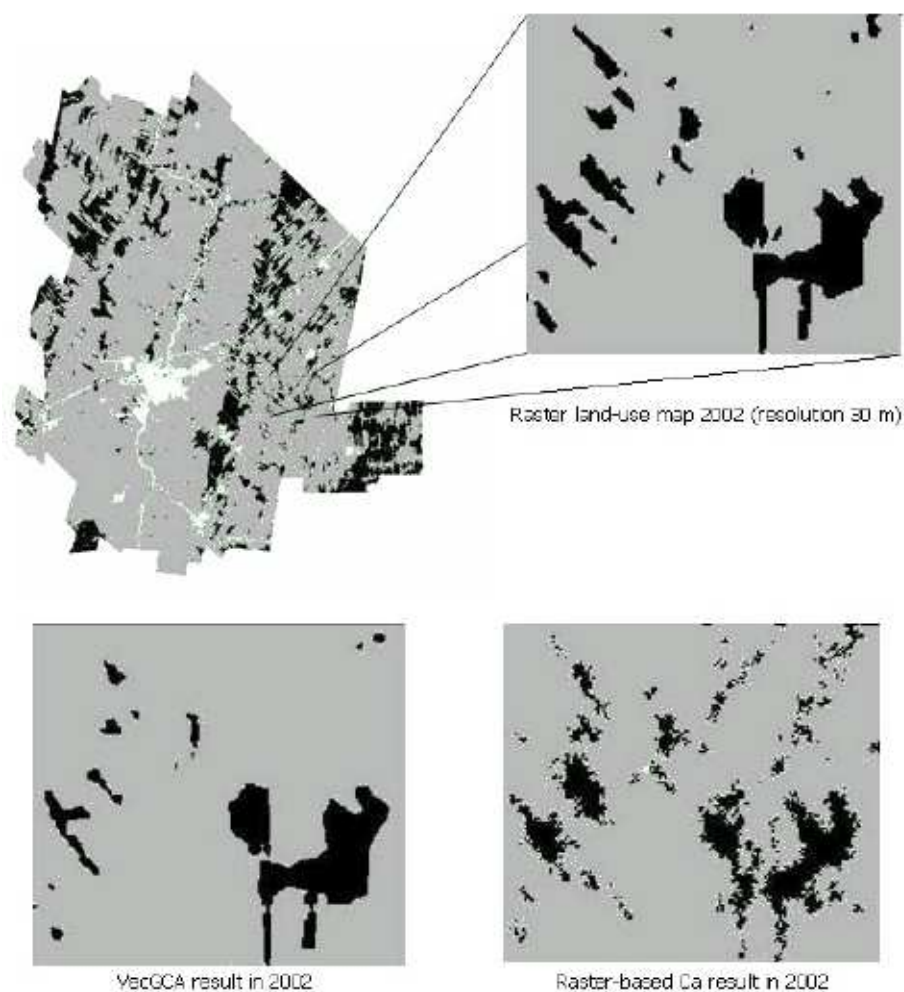 Raster land-use map 2002 (resolution 30 m)
VecGCA result in 2002
Raster-based Ca result in 2002